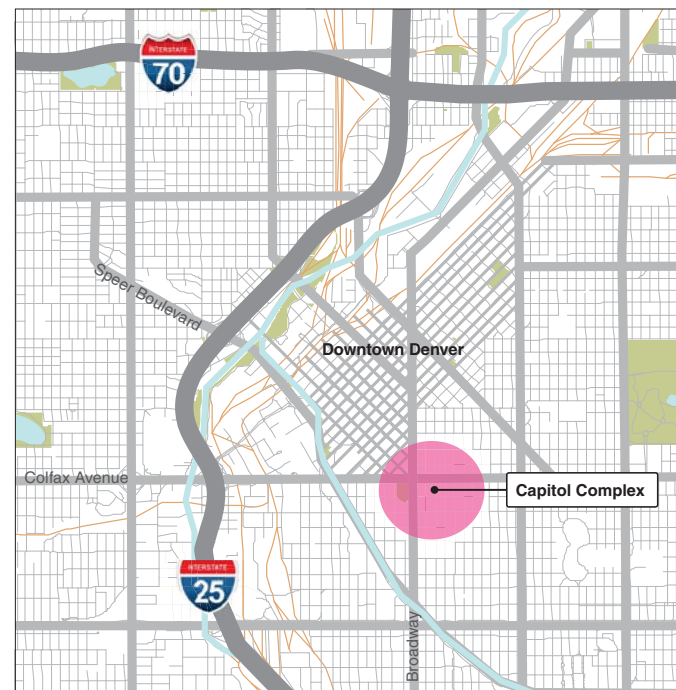 INTERSTATE
70
Speer Boulevard
Downtown Denver
Colfax Avenue
Capitol Complex
INTERSTATE
25
Broadway